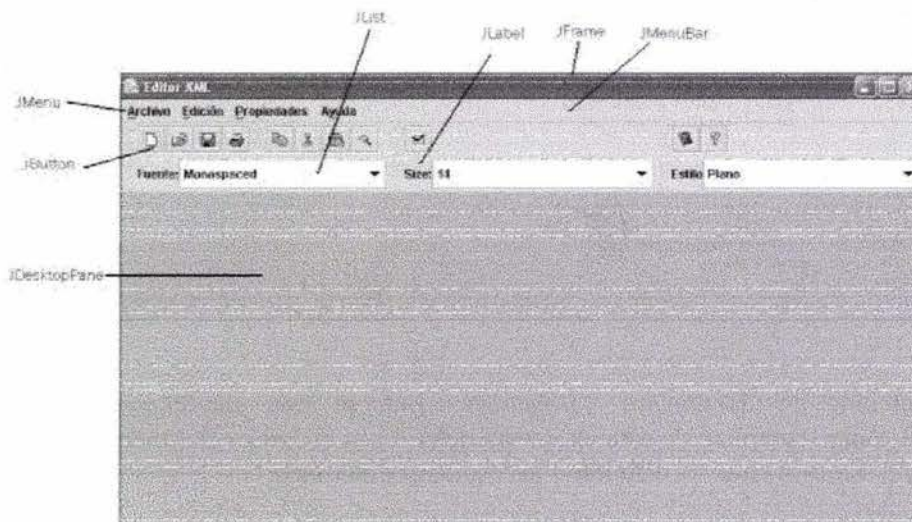 JList
JLabel
JFrame
JMenuBar
Editor XML
JMenu
Archivo Edición Propiedades Ayuda
JButton
Fuente: Monospaced
Size: 14
Estilo Plano
JDesktopPane